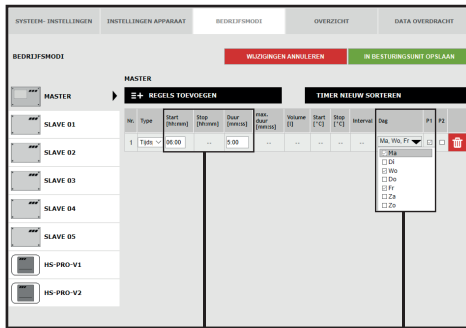 SYSTEEM- INSTELLINGEN INSTELLINGEN APPARAAT BEDRIJFSMODI OVERZICHT DATA OVERDRACHT
BEDRIJFSMODI WIJZIGINGEN ANNULEREN IN BESTURINGSUNIT OPSLAAN
MASTER
MASTER REGELS TOEVOEGEN TIMER NIEUW SORTEREN
Nr. Type Start [hh:mm] Stop [hh:mm] Duur [mm:ss] max. duur [mm:ss] Volume [l] Start [°C] Stop [°C] Interval Dag P1 P2
1 Tijds 06:00 -- 5:00 -- -- -- -- -- Ma, Wo, Fr
Ma
Di
Wo
Do
Fr
Za
Zo
SLAVE 01
SLAVE 02
SLAVE 03
SLAVE 04
SLAVE 05
HS-PRO-V1
HS-PRO-V2